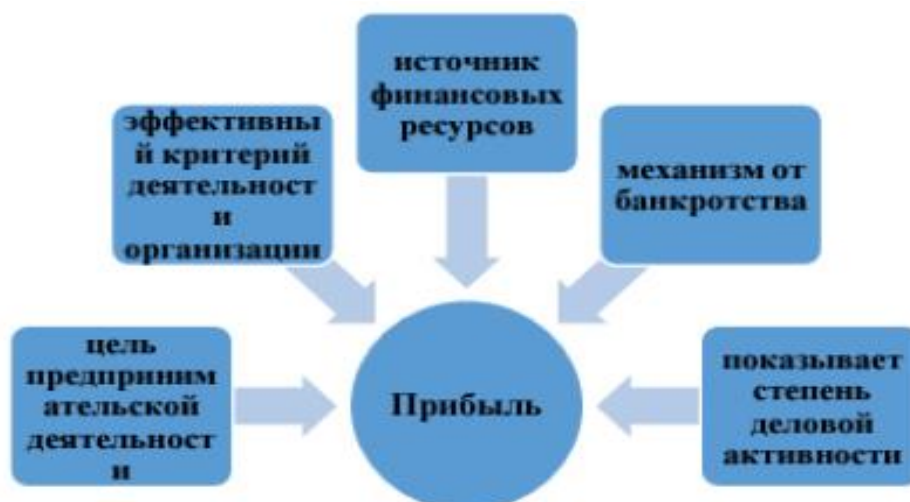 источник
финансовых
ресурсов
эффективны
й критерий
деятельност
и
организации
механизм от
банкротства
цель
предприним
ательской
деятельност
и
Прибыль
показывает
степень
деловой
активности